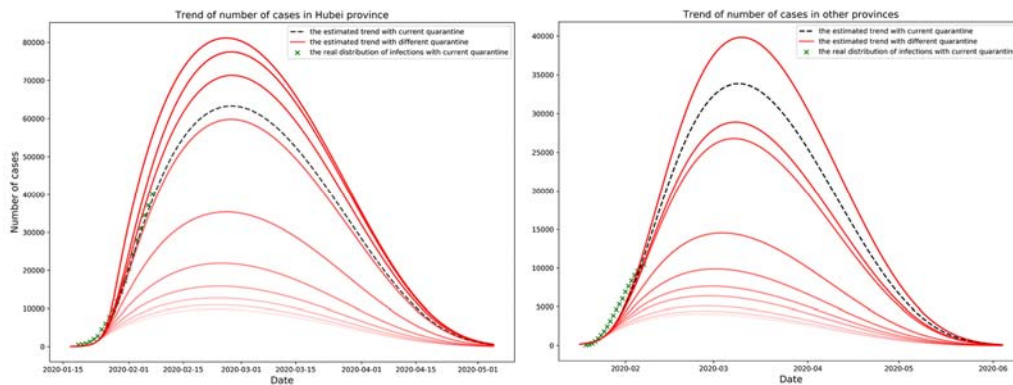 Trend of number of cases in Hubei province
the estimated trend with current quarantine
the estimated trend with different quarantine
the real distribution of infections with current quarantine
80000
70000
60000
50000
40000
30000
20000
10000
0
Number of cases
2020-01-15
2020-02-01
2020-02-15
2020-03-01
2020-03-15
2020-04-01
2020-04-15
2020-05-01
Date
Trend of number of cases in other provinces
the estimated trend with current quarantine
the estimated trend with different quarantine
the real distribution of infections with current quarantine
40000
35000
30000
25000
20000
15000
10000
5000
0
2020-02
2020-03
2020-04
2020-05
2020-06
Date